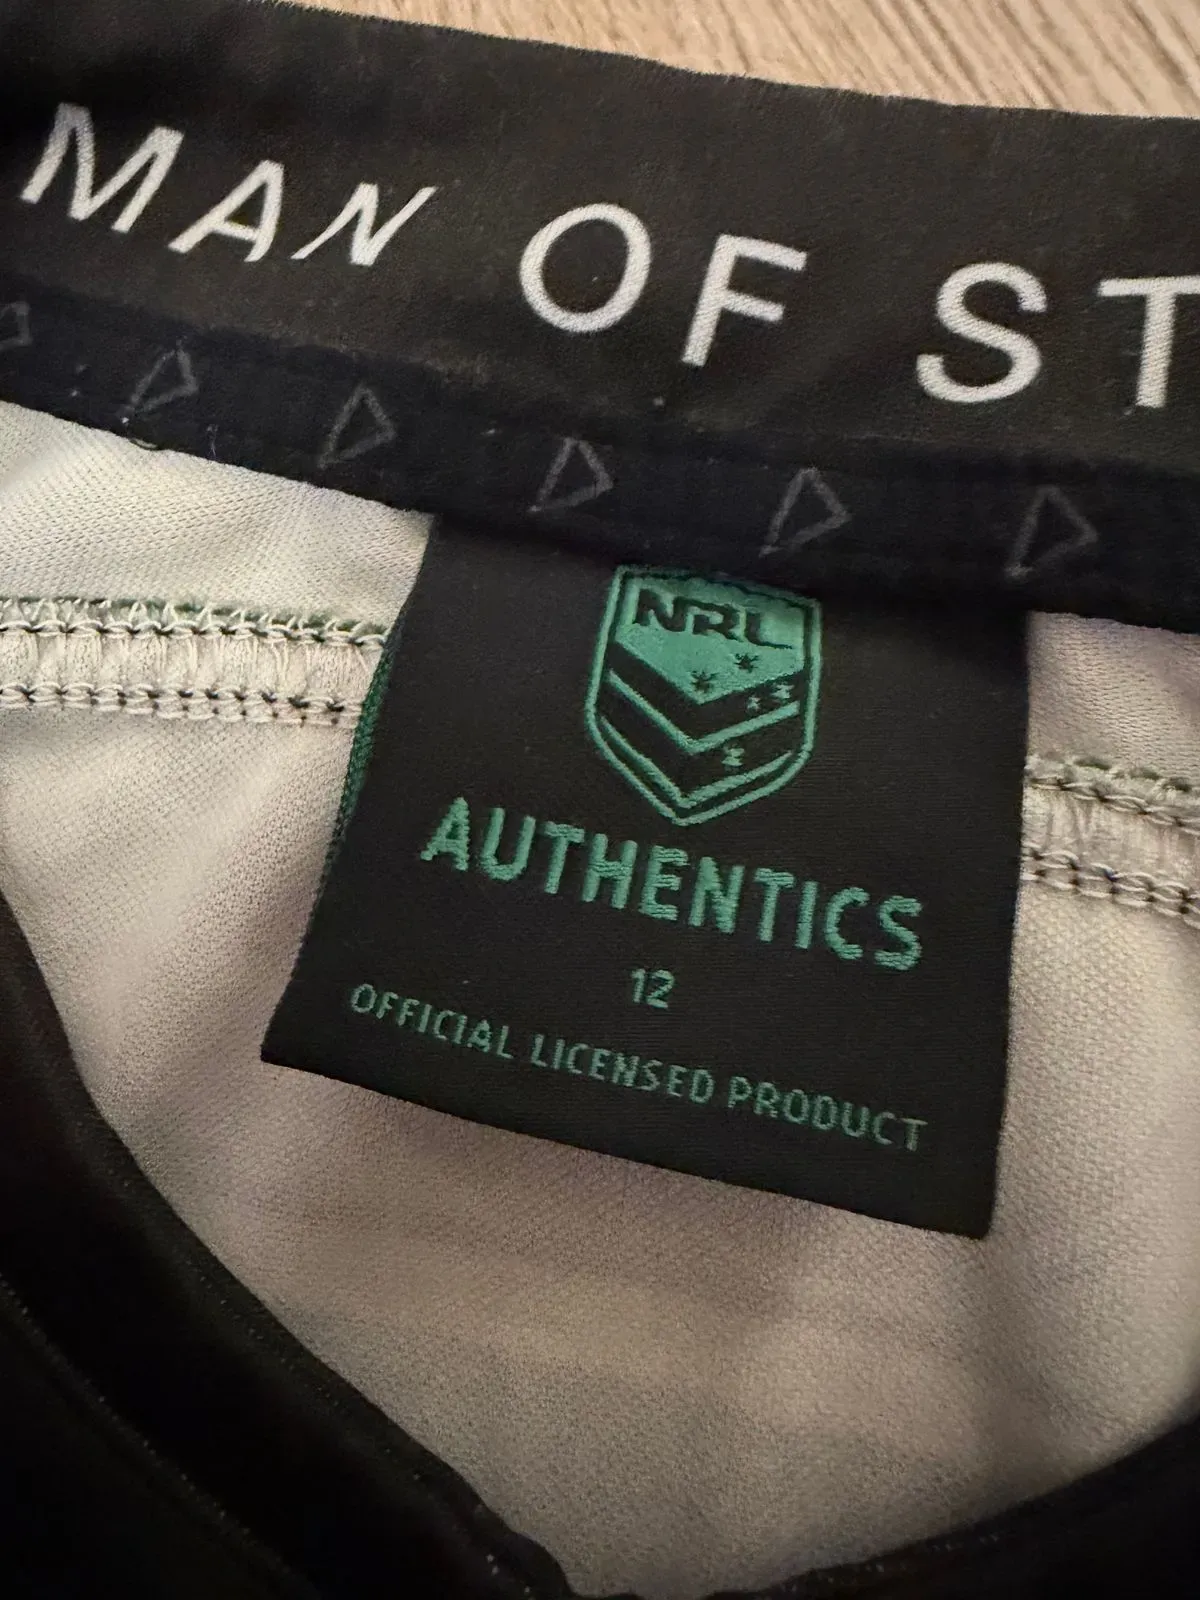 MAN OF ST
NRL
AUTHENTICS
12
OFFICIAL LICENSED PRODUCT